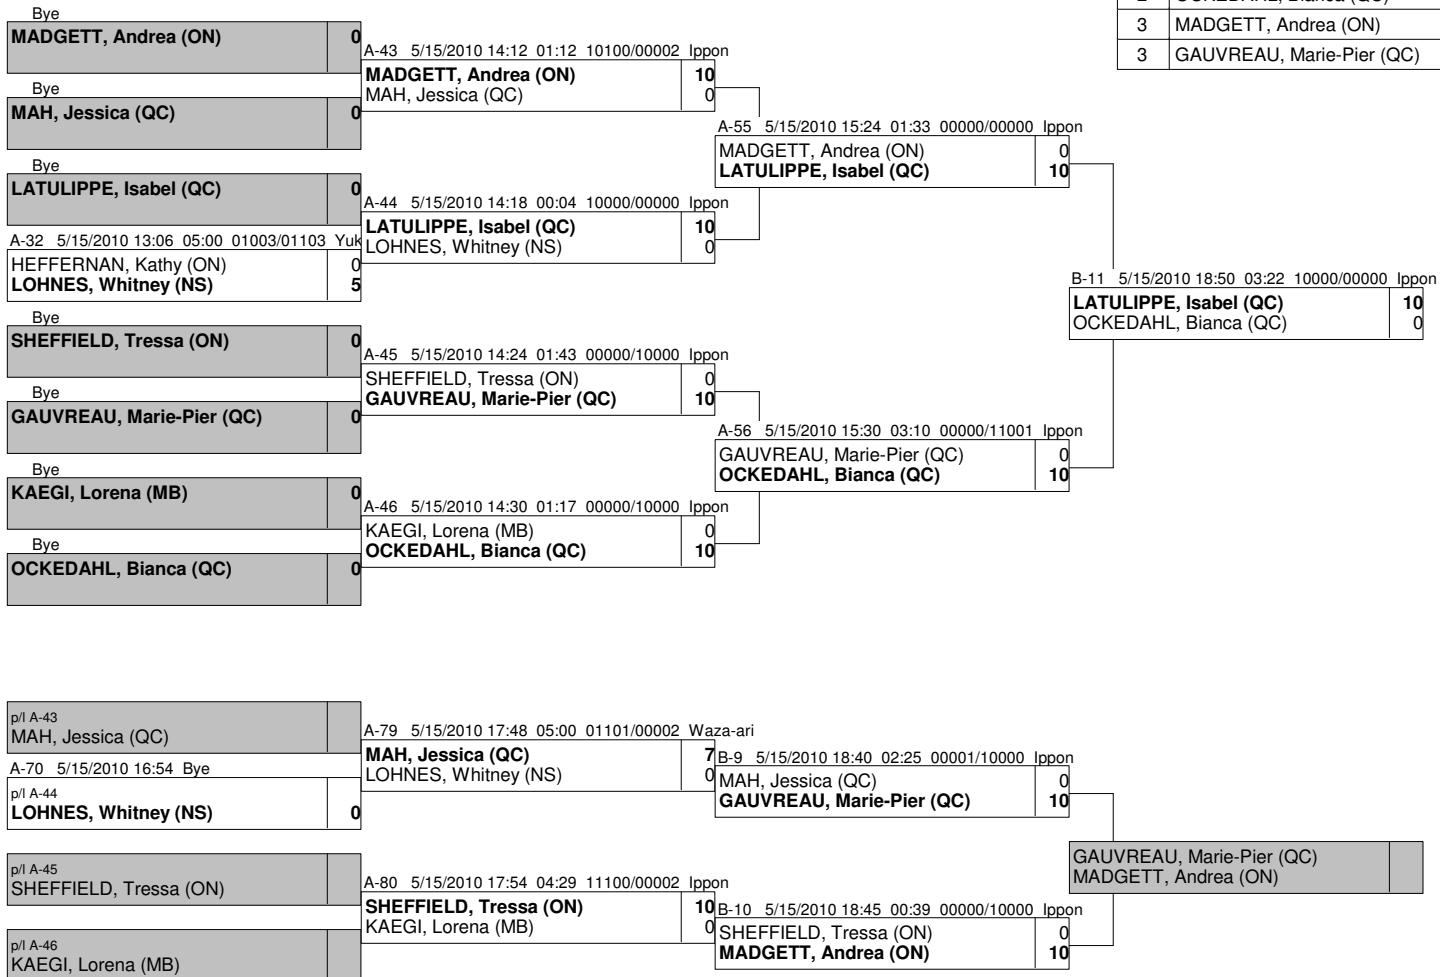 2 OCKEDAHL, Bianca (QC)
3 MADGETT, Andrea (ON)
3 GAUVREAU, Marie-Pier (QC)
Bye
MADGETT, Andrea (ON) 0
Bye
MAH, Jessica (QC) 0
Bye
LATULIPPE, Isabel (QC) 0
A-32 5/15/2010 13:06 05:00 01003/01103 Yuk
HEFFERNAN, Kathy (ON) 0
LOHNES, Whitney (NS) 5
Bye
SHEFFIELD, Tressa (ON) 0
Bye
GAUVREAU, Marie-Pier (QC) 0
Bye
KAEGI, Lorena (MB) 0
Bye
OCKEDAHL, Bianca (QC) 0
A-43 5/15/2010 14:12 01:12 10100/00002 Ippon
MADGETT, Andrea (ON) 10
MAH, Jessica (QC) 0
A-44 5/15/2010 14:18 00:04 10000/00000 Ippon
LATULIPPE, Isabel (QC) 10
LOHNES, Whitney (NS) 0
A-45 5/15/2010 14:24 01:43 00000/10000 Ippon
SHEFFIELD, Tressa (ON) 0
GAUVREAU, Marie-Pier (QC) 10
A-46 5/15/2010 14:30 01:17 00000/10000 Ippon
KAEGI, Lorena (MB) 0
OCKEDAHL, Bianca (QC) 10
A-55 5/15/2010 15:24 01:33 00000/00000 Ippon
MADGETT, Andrea (ON) 0
LATULIPPE, Isabel (QC) 10
A-56 5/15/2010 15:30 03:10 00000/11001 Ippon
GAUVREAU, Marie-Pier (QC) 0
OCKEDAHL, Bianca (QC) 10
B-11 5/15/2010 18:50 03:22 10000/00000 Ippon
LATULIPPE, Isabel (QC) 10
OCKEDAHL, Bianca (QC) 0
p/l A-43
MAH, Jessica (QC)
A-70 5/15/2010 16:54 Bye
p/l A-44
LOHNES, Whitney (NS) 0
p/l A-45
SHEFFIELD, Tressa (ON)
p/l A-46
KAEGI, Lorena (MB)
A-79 5/15/2010 17:48 05:00 01101/00002 Waza-ari
MAH, Jessica (QC) 7
LOHNES, Whitney (NS) 0
A-80 5/15/2010 17:54 04:29 11100/00002 Ippon
SHEFFIELD, Tressa (ON) 10
KAEGI, Lorena (MB) 0
B-9 5/15/2010 18:40 02:25 00001/10000 Ippon
MAH, Jessica (QC) 0
GAUVREAU, Marie-Pier (QC) 10
B-10 5/15/2010 18:45 00:39 00000/10000 Ippon
SHEFFIELD, Tressa (ON) 0
MADGETT, Andrea (ON) 10
GAUVREAU, Marie-Pier (QC)
MADGETT, Andrea (ON)